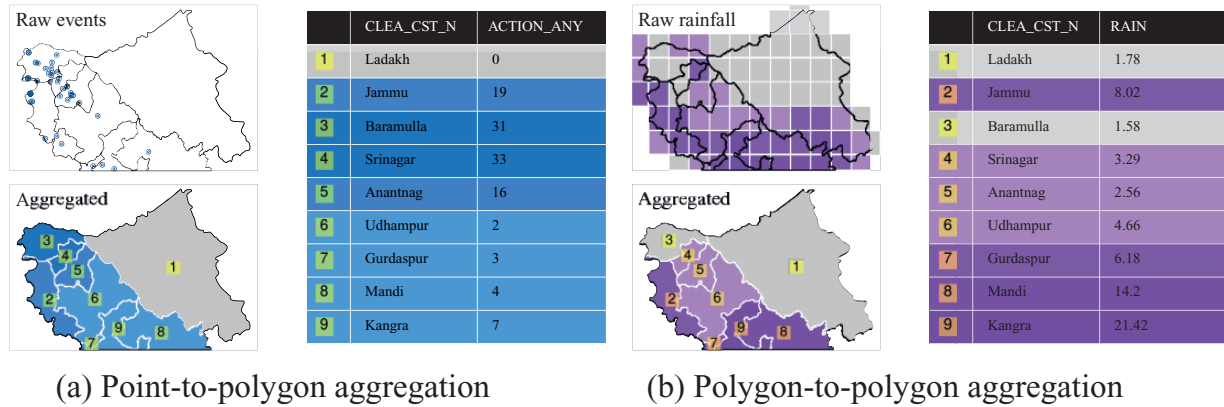 Raw events
CLEA_CST_N ACTION_ANY
1 Ladakh 0
2 Jammu 19
3 Baramulla 31
4 Srinagar 33
5 Anantnag 16
6 Udhampur 2
7 Gurdaspur 3
8 Mandi 4
9 Kangra 7
Aggregated
3
4
5
1
2
6
9
8
7
(a) Point-to-polygon aggregation
Raw rainfall
CLEA_CST_N RAIN
1 Ladakh 1.78
2 Jammu 8.02
3 Baramulla 1.58
4 Srinagar 3.29
5 Anantnag 2.56
6 Udhampur 4.66
7 Gurdaspur 6.18
8 Mandi 14.2
9 Kangra 21.42
Aggregated
3
4
5
1
2
6
9
8
7
(b) Polygon-to-polygon aggregation